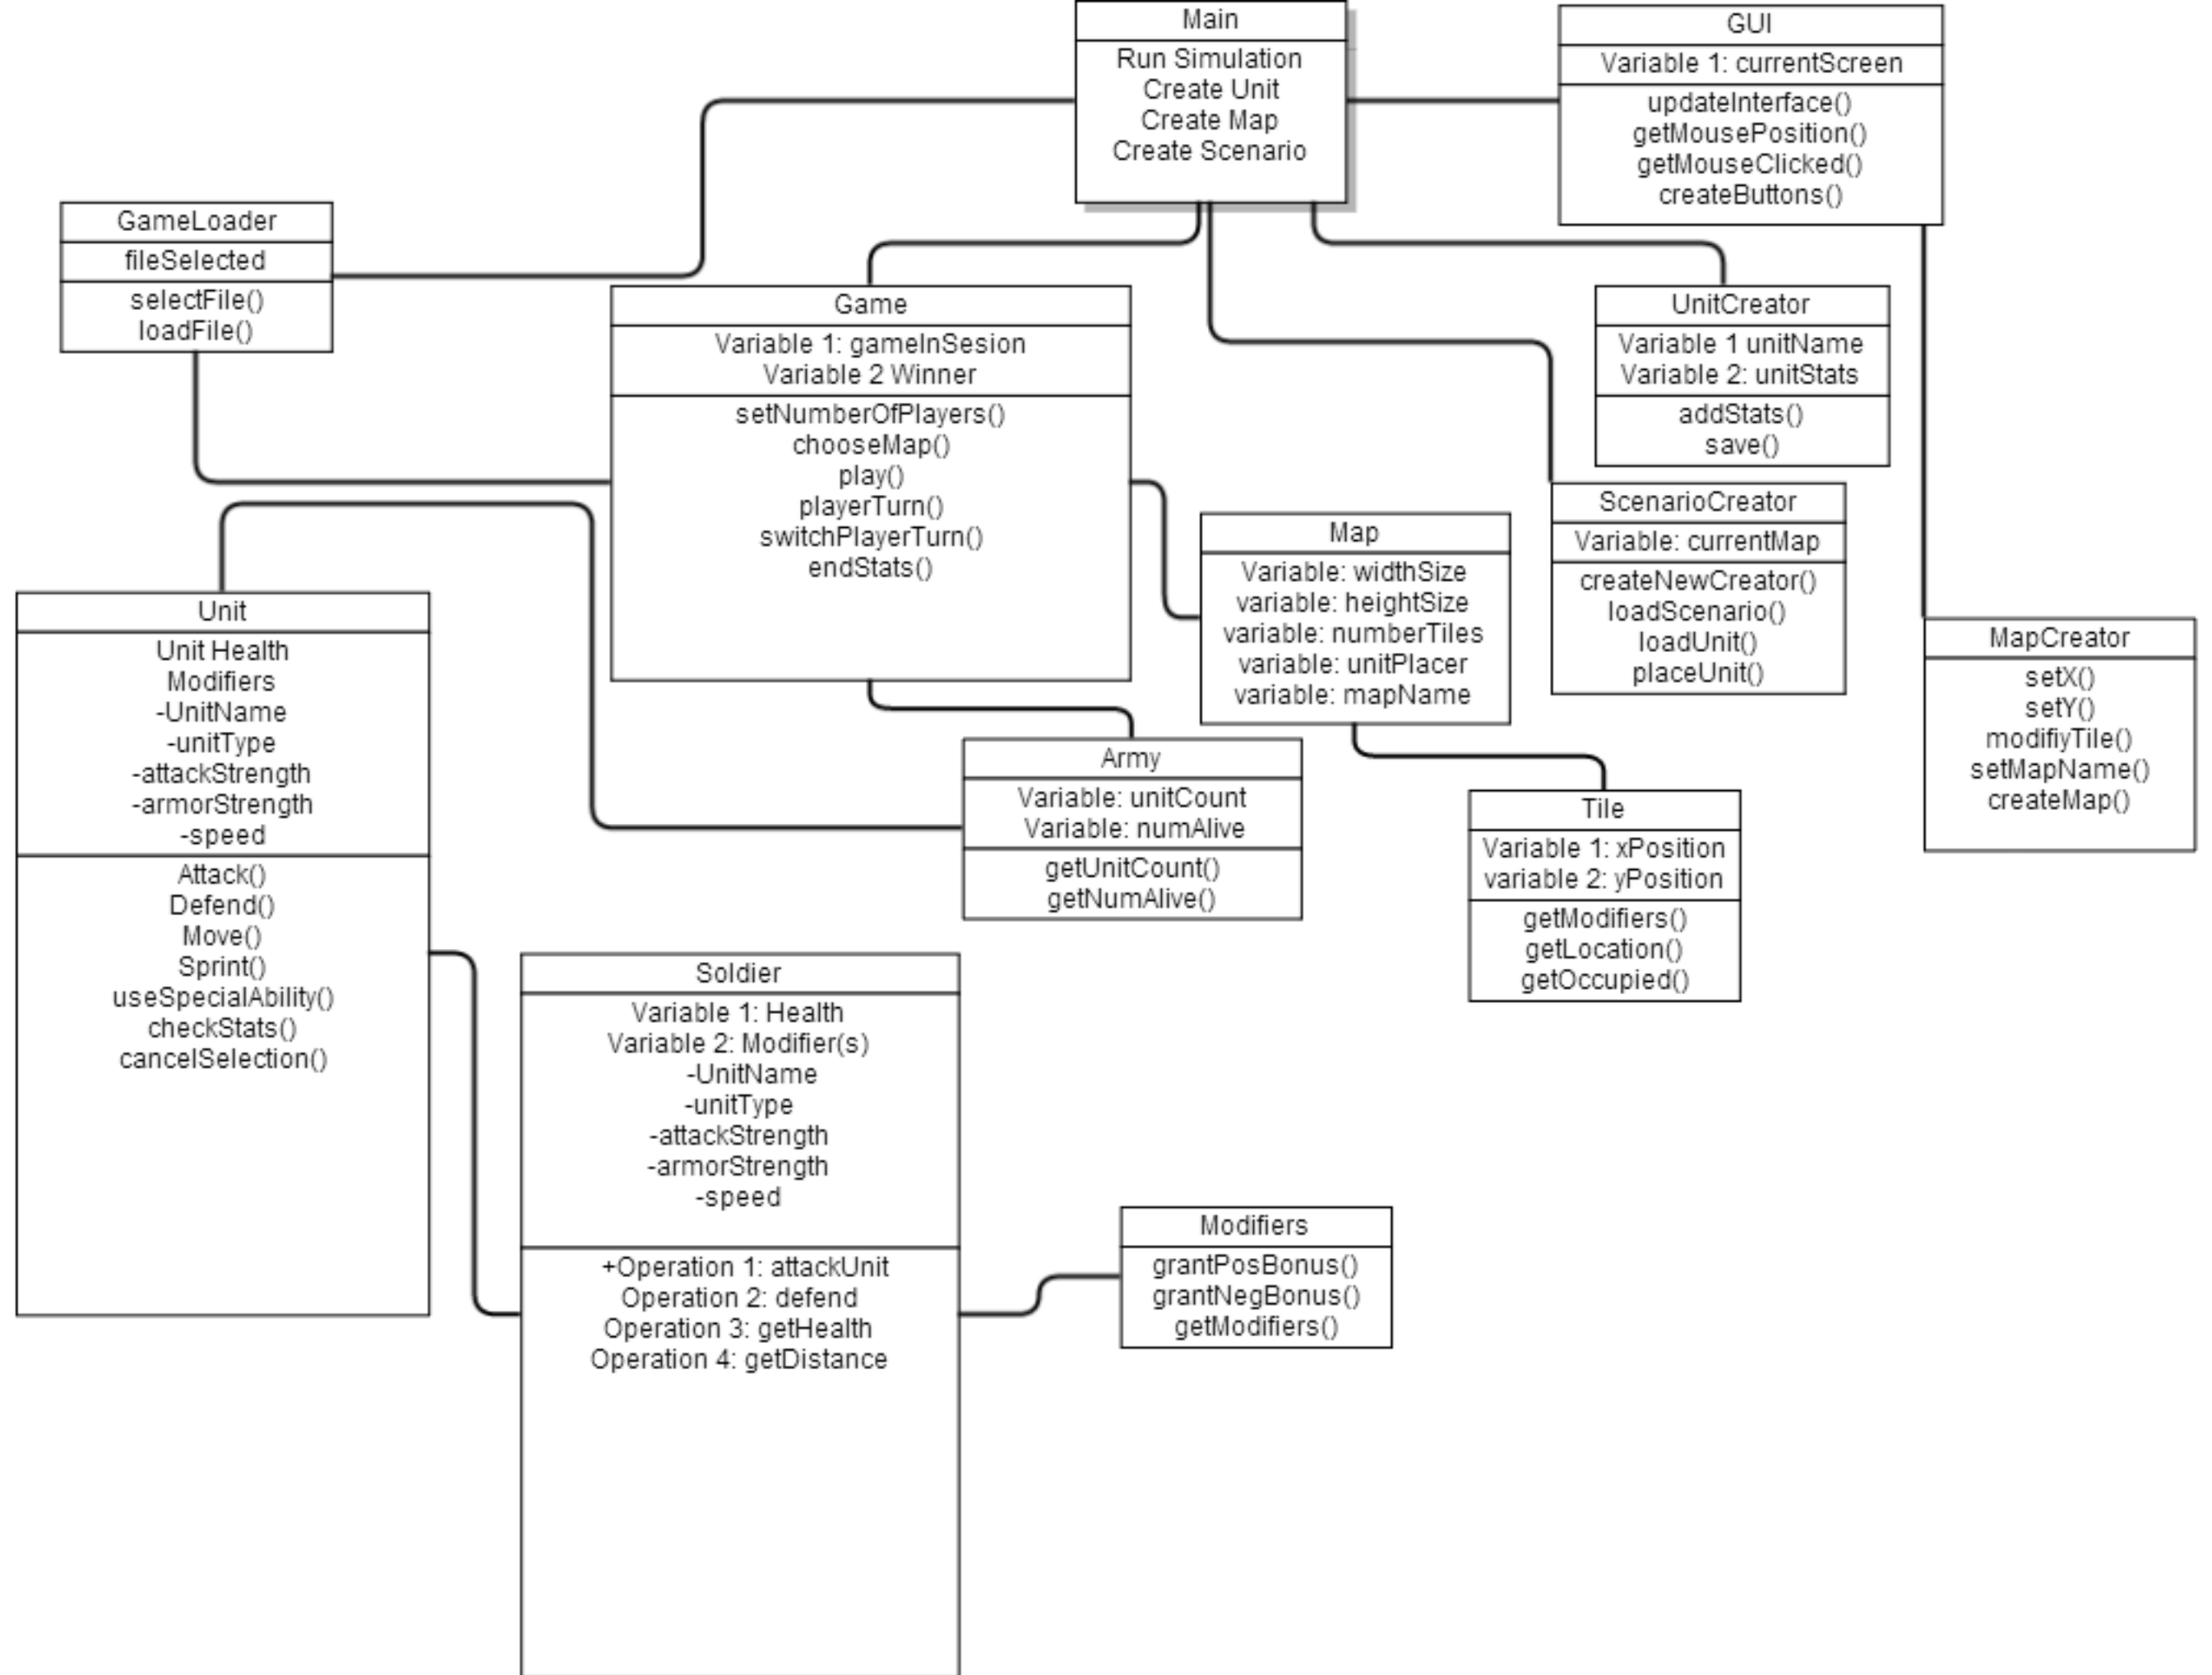 Main
Run Simulation
Create Unit
Create Map
Create Scenario
GUI
Variable 1: currentScreen
updateInterface()
getMousePosition()
getMouseClicked()
createButtons()
GameLoader
fileSelected
selectFile()
loadFile()
Game
Variable 1: gameInSesion
Variable 2 Winner
setNumberOfPlayers()
chooseMap()
play()
playerTurn()
switchPlayerTurn()
endStats()
UnitCreator
Variable 1 unitName
Variable 2: unitStats
addStats()
save()
ScenarioCreator
Variable: currentMap
createNewCreator()
loadScenario()
loadUnit()
placeUnit()
Map
Variable: widthSize
variable: heightSize
variable: numberTiles
variable: unitPlacer
variable: mapName
Unit
Unit Health
Modifiers
-UnitName
-unitType
-attackStrength
-armorStrength
-speed
Attack()
Defend()
Move()
Sprint()
useSpecialAbility()
checkStats()
cancelSelection()
MapCreator
setX()
setY()
modifiyTile()
setMapName()
createMap()
Army
Variable: unitCount
Variable: numAlive
getUnitCount()
getNumAlive()
Tile
Variable 1: xPosition
variable 2: yPosition
getModifiers()
getLocation()
getOccupied()
Soldier
Variable 1: Health
Variable 2: Modifier(s)
-UnitName
-unitType
-attackStrength
-armorStrength
-speed
+Operation 1: attackUnit
Operation 2: defend
Operation 3: getHealth
Operation 4: getDistance
Modifiers
grantPosBonus()
grantNegBonus()
getModifiers()